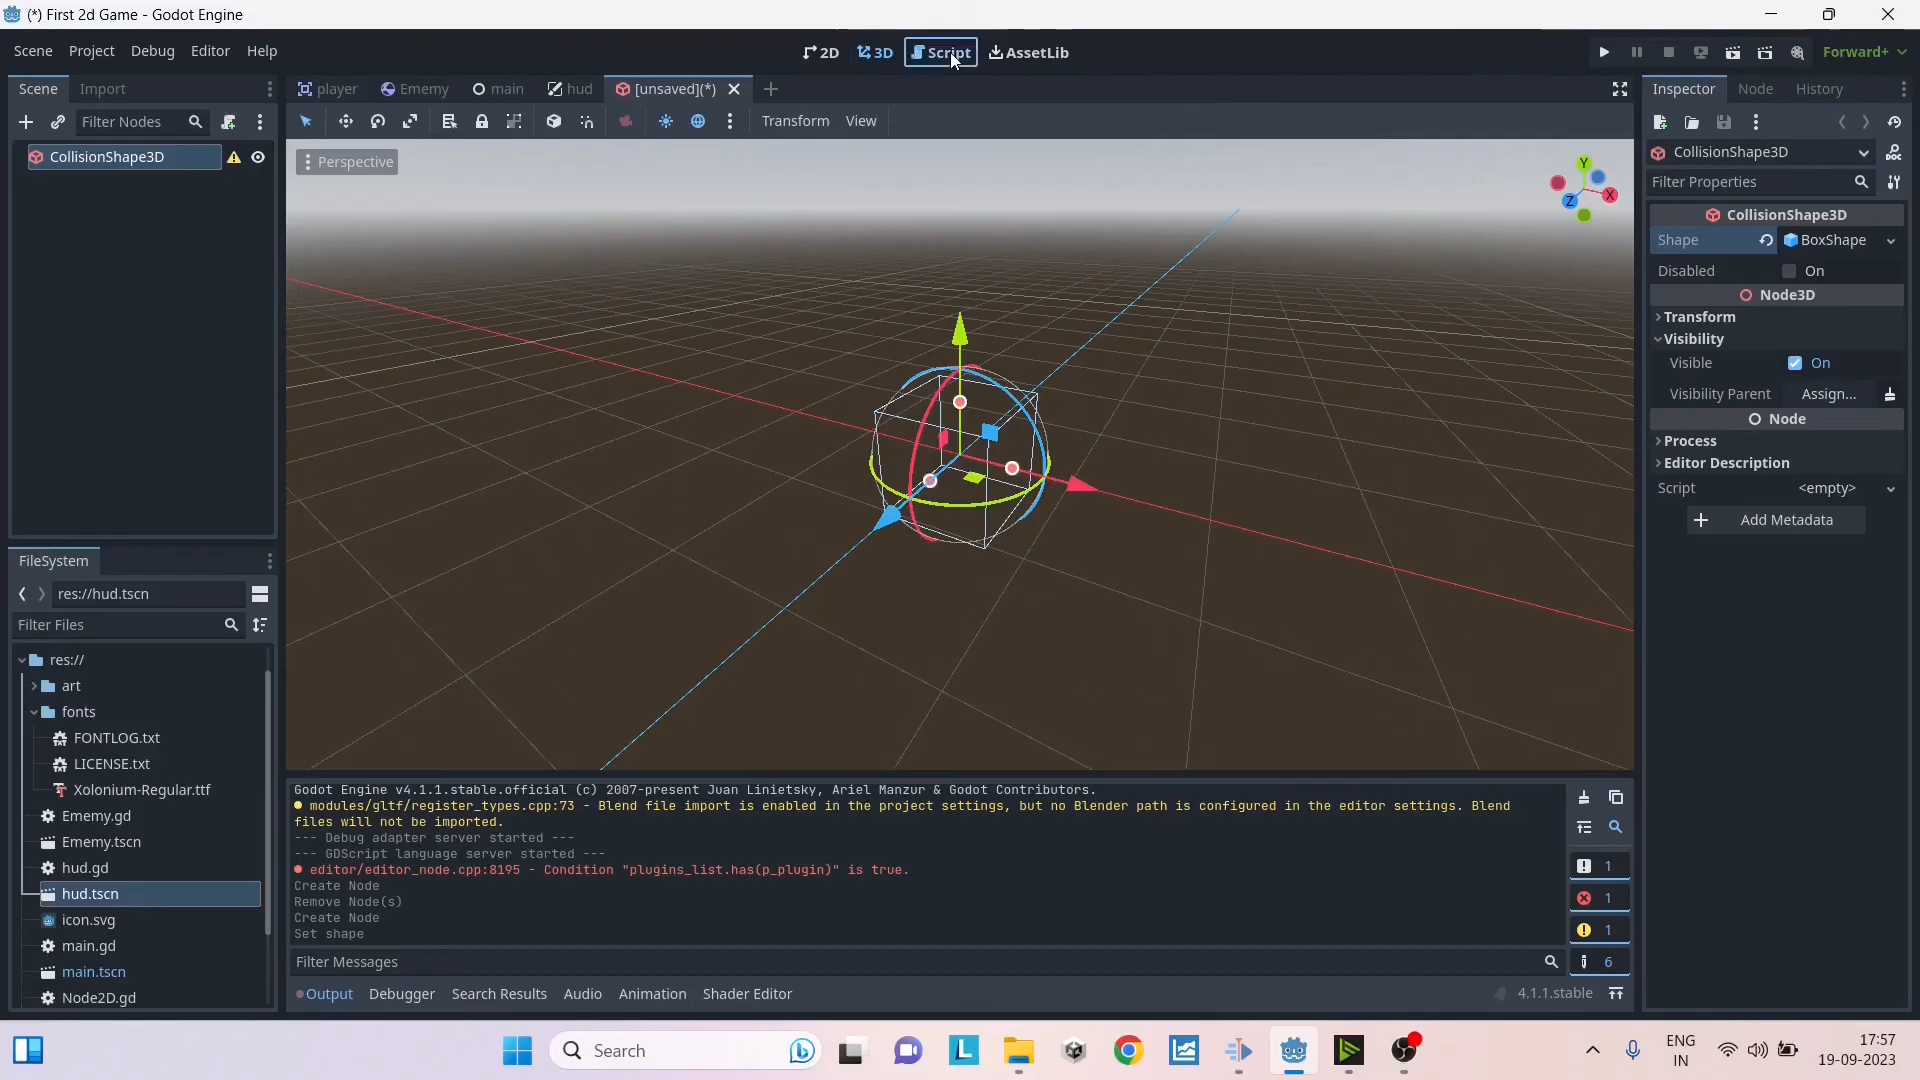 (*) First 2d Game - Godot Engine
Scene Project Debug Editor Help
2D 3D Script AssetLib
Forward+
Scene Import
player Enemy main hud [unsaved](*)
Inspector Node History
Filter Nodes
Transform View
CollisionShape3D
Perspective
Y
X
Z
CollisionShape3D
DOC
Filter Properties
CollisionShape3D
Shape BoxShape
Disabled On
Node3D
Transform
Visibility
Visible On
Visibility Parent Assign...
Node
Process
Editor Description
Script <empty>
Add Metadata
FileSystem
res://hud.tscn
Filter Files
res://
art
fonts
FONTLOG.txt
LICENSE.txt
Xolonium-Regular.ttf
Ememy.gd
Ememy.tscn
hud.gd
hud.tscn
icon.svg
main.gd
main.tscn
Node2D.gd
Godot Engine v4.1.1.stable.official (c) 2007-present Juan Linietsky, Ariel Manzur & Godot Contributors.
modules/gltf/register_types.cpp:73 - Blend file import is enabled in the project settings, but no Blender path is configured in the editor settings. Blend
files will not be imported.
--- Debug adapter server started ---
--- GDScript language server started ---
editor/editor_node.cpp:8195 - Condition "plugins_list.has(p_plugin)" is true.
Create Node
Remove Node(s)
Create Node
Set shape
1
1
1
6
Filter Messages
Output Debugger Search Results Audio Animation Shader Editor
4.1.1.stable
Search
L
ENG
IN
17:57
19-09-2023